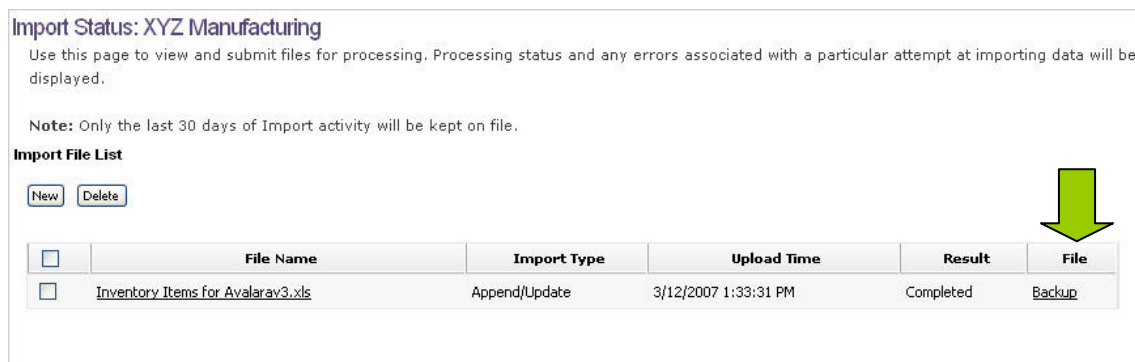 Import Status: XYZ Manufacturing
Use this page to view and submit files for processing. Processing status and any errors associated with a particular attempt at importing data will be
displayed.
Note: Only the last 30 days of Import activity will be kept on file.
Import File List
New Delete
File Name Import Type Upload Time Result File
Inventory Items for Avalarav3.xls Append/Update 3/12/2007 1:33:31 PM Completed Backup